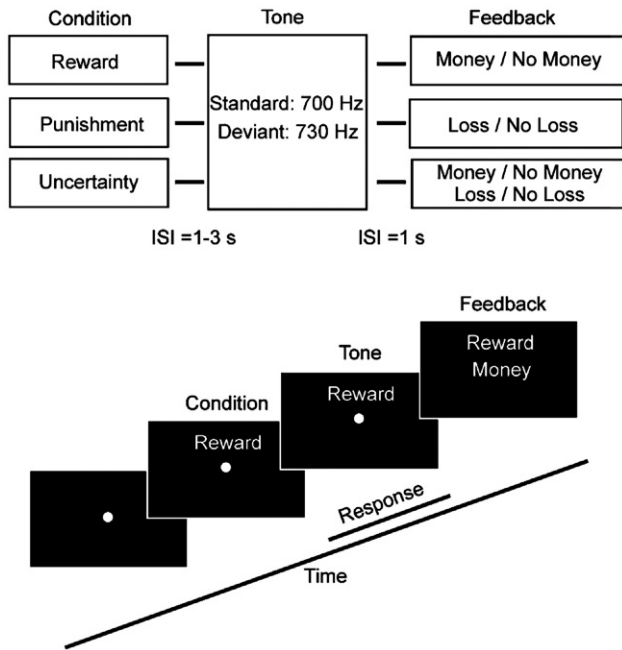 Condition
Tone
Feedback
Reward
Standard: 700 Hz
Deviant: 730 Hz
Money / No Money
Punishment
Loss / No Loss
Uncertainty
Money / No Money
Loss / No Loss
ISI =1-3 s
ISI =1 s
Feedback
Reward
Money
Tone
Reward
Condition
Reward
Response
Time